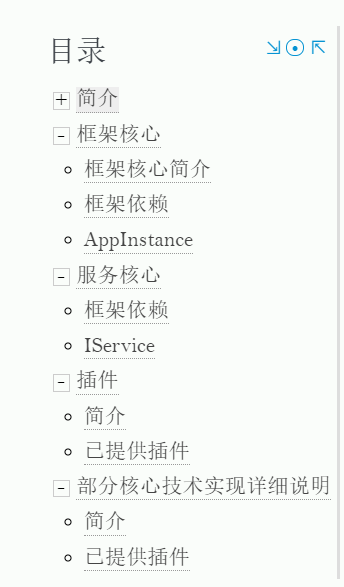 目录
简介
框架核心
框架核心简介
框架依赖
AppInstance
服务核心
框架依赖
IService
插件
简介
已提供插件
部分核心技术实现详细说明
简介
已提供插件